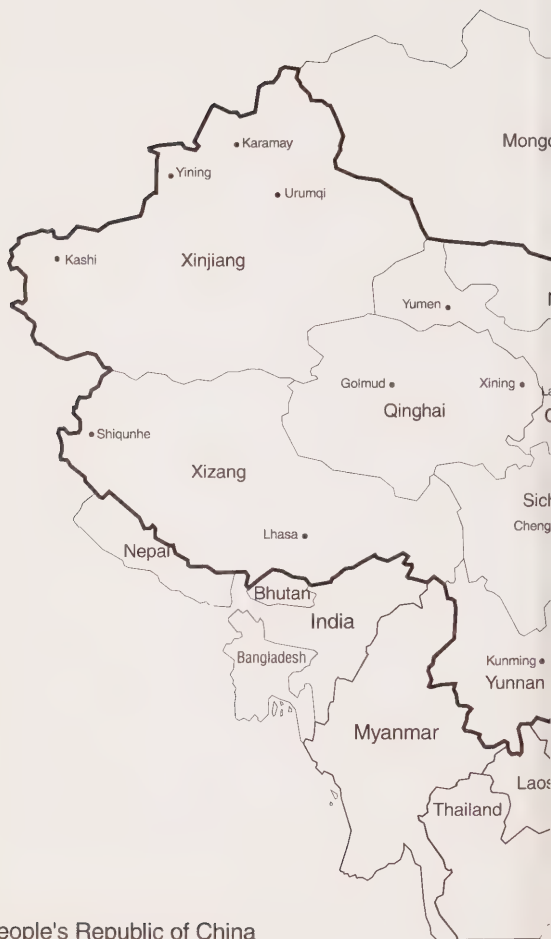 Mongo
Karamay
Yining
Urumqi
Kashi
Xinjiang
Yumen
Golmud
Xining
Qinghai
Shiqunhe
Xizang
Sich
Cheng
Lhasa
Nepal
Bhutan
India
Bangladesh
Kunming
Yunnan
Myanmar
Laos
Thailand
eople's Republic of China